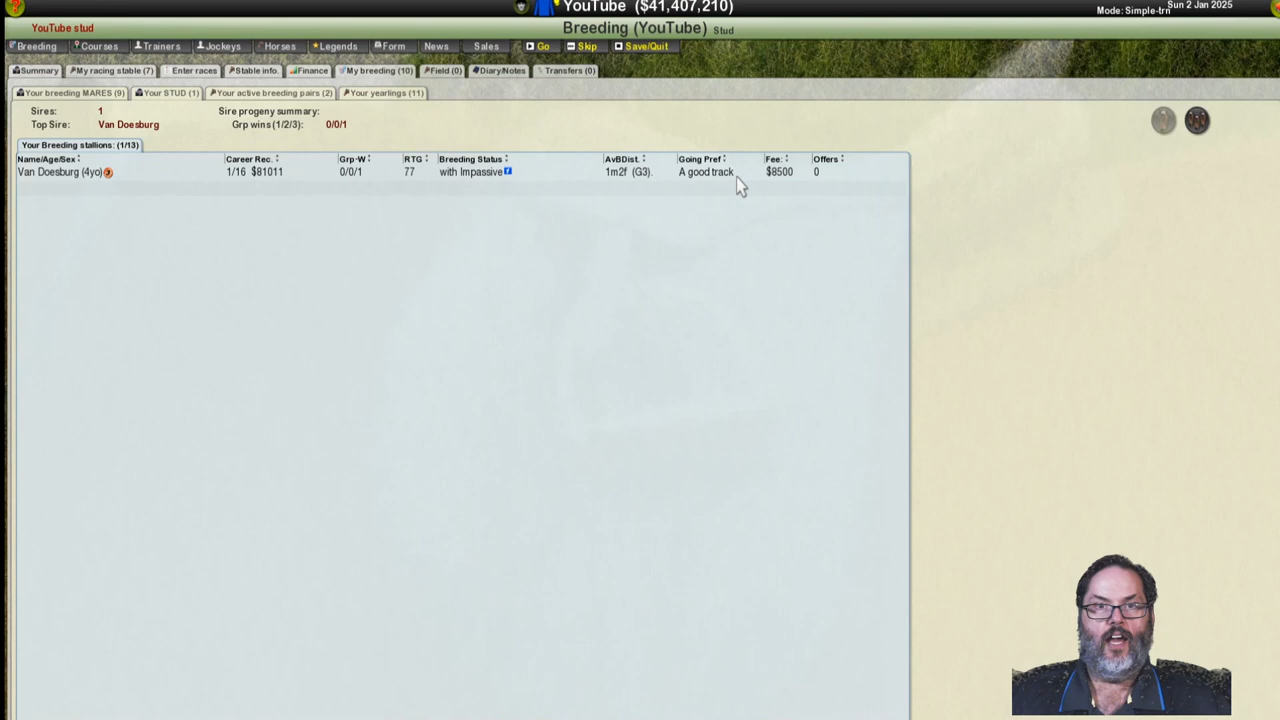 YouTube ($41,407,210)
Mode: Simple-trn
Sun 2 Jan 2025
YouTube stud
Breeding (YouTube) Stud
Breeding Courses Trainers Jockeys Horses Legends Form News Sales Go Skip Save/Quit
Summary My racing stable (7) Enter races Stable info. Finance My breeding (10) Field (0) Diary/Notes Transfers (0)
Your breeding MARES (9) Your STUD (1) Your active breeding pairs (2) Your yearlings (11)
Sires: 1 Sire progeny summary:
Top Sire: Van Doesburg Grp wins (1/2/3): 0/0/1
Your Breeding stallions: (1/13)
Name/Age/Sex Career Rec. Grp-W RTG Breeding Status AvBDist. Going Pref Fee: Offers
Van Doesburg (4yo) 1/16 $81011 0/0/1 77 with Impassive 1m2f (G3). A good track $8500 0